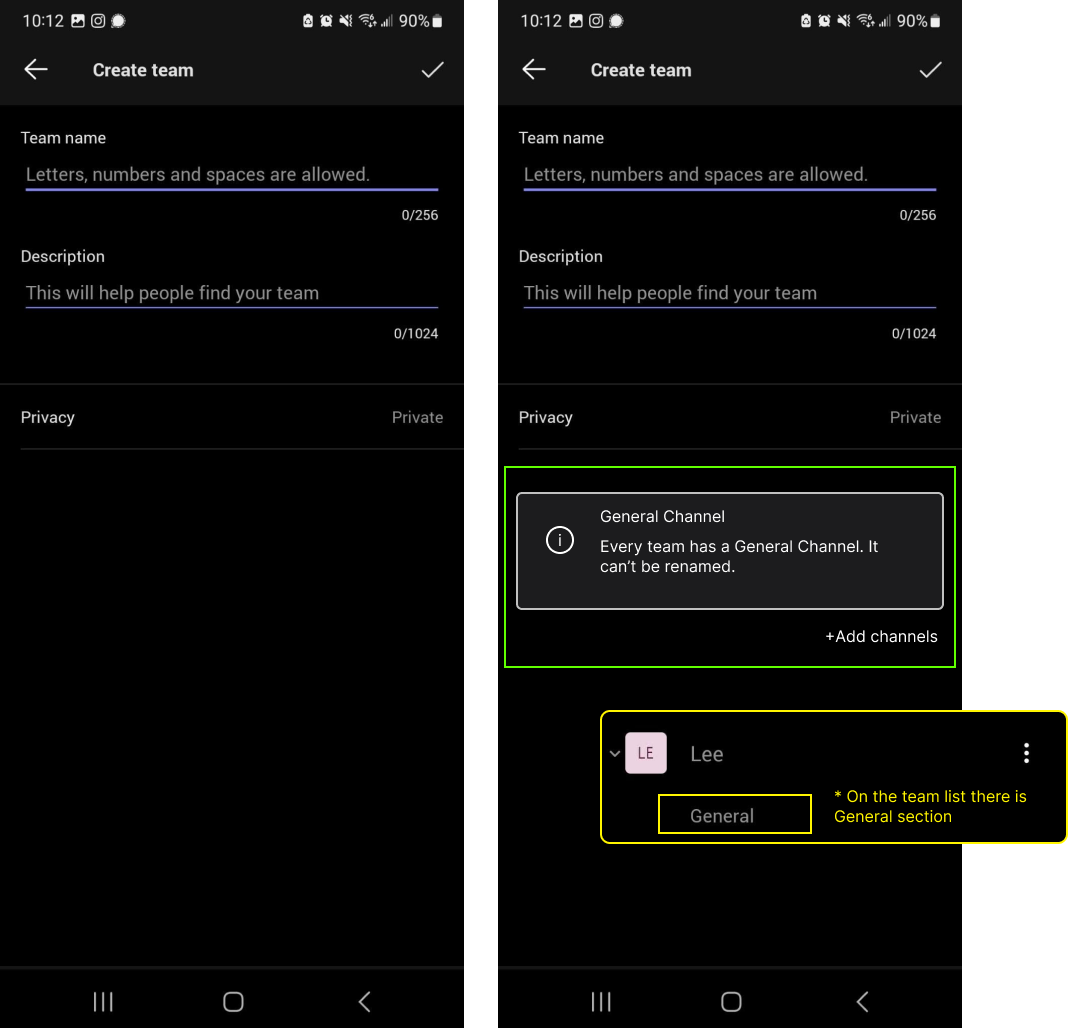 10:12
90%
Create team
Team name
Letters, numbers and spaces are allowed.
0/256
Description
This will help people find your team
0/1024
Privacy
Private
10:12
90%
Create team
Team name
Letters, numbers and spaces are allowed.
0/256
Description
This will help people find your team
0/1024
Privacy
Private
General Channel
Every team has a General Channel. It
can’t be renamed.
+Add channels
LE
Lee
General
* On the team list there is
General section